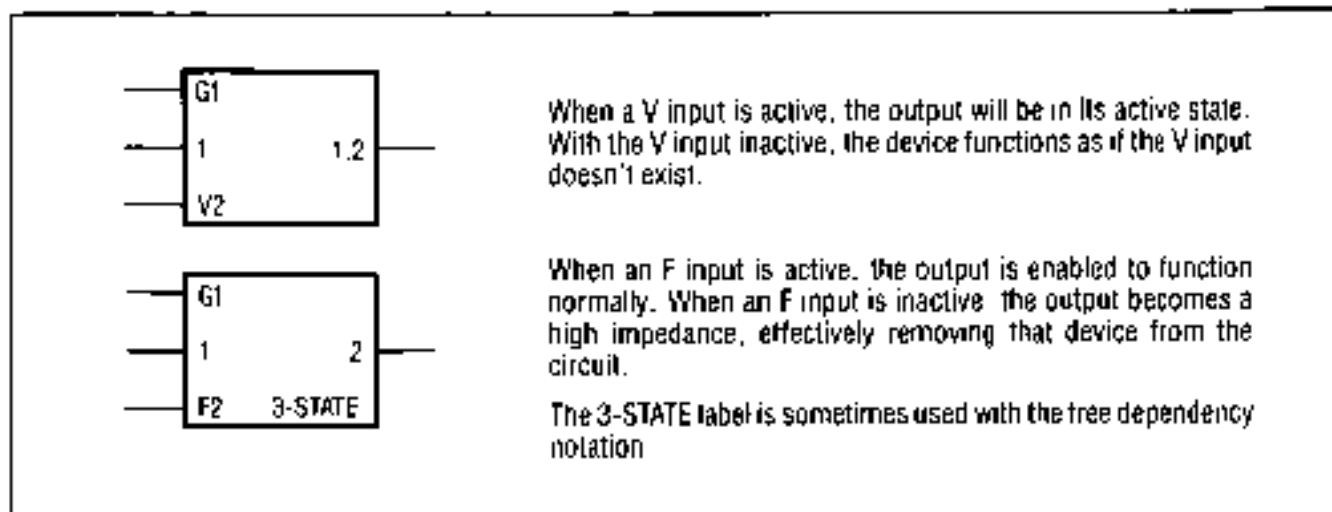 G1
1 1.2
V2
When a V input is active, the output will be in its active state.
With the V input inactive, the device functions as if the V input
doesn't exist.
G1
1 2
F2 3-STATE
When an F input is active. the output is enabled to function
normally. When an F input is inactive the output becomes a
high impedance, effectively removing that device from the
circuit.
The 3-STATE label is sometimes used with the free dependency
notation